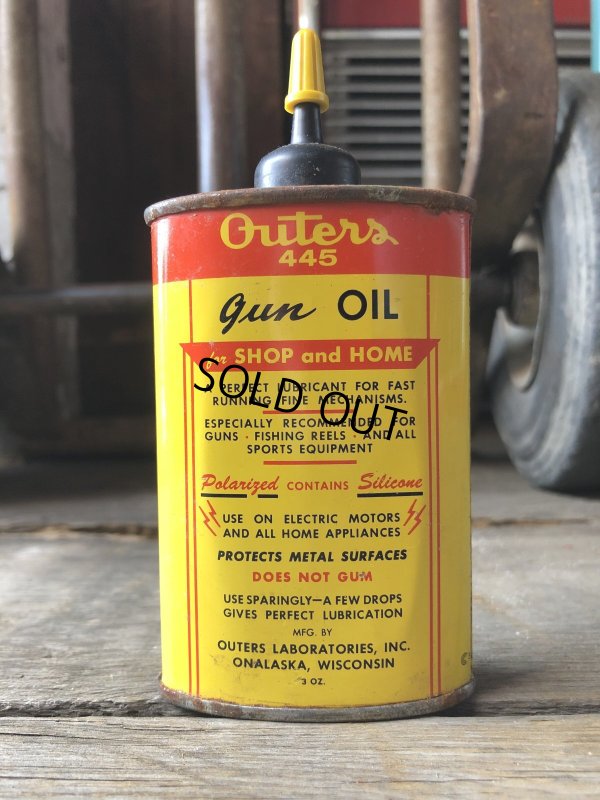 Outers
445
Gun OIL
for SHOP and HOME
PERFECT LUBRICANT FOR FAST
RUNNING FINE MECHANISMS.
SOLD OUT
ESPECIALLY RECOMMENDED FOR
GUNS · FISHING REELS · AND ALL
SPORTS EQUIPMENT
Polarized CONTAINS Silicone
USE ON ELECTRIC MOTORS
AND ALL HOME APPLIANCES
PROTECTS METAL SURFACES
DOES NOT GUM
USE SPARINGLY—A FEW DROPS
GIVES PERFECT LUBRICATION
MFG. BY
OUTERS LABORATORIES, INC.
ONALASKA, WISCONSIN
3 OZ.